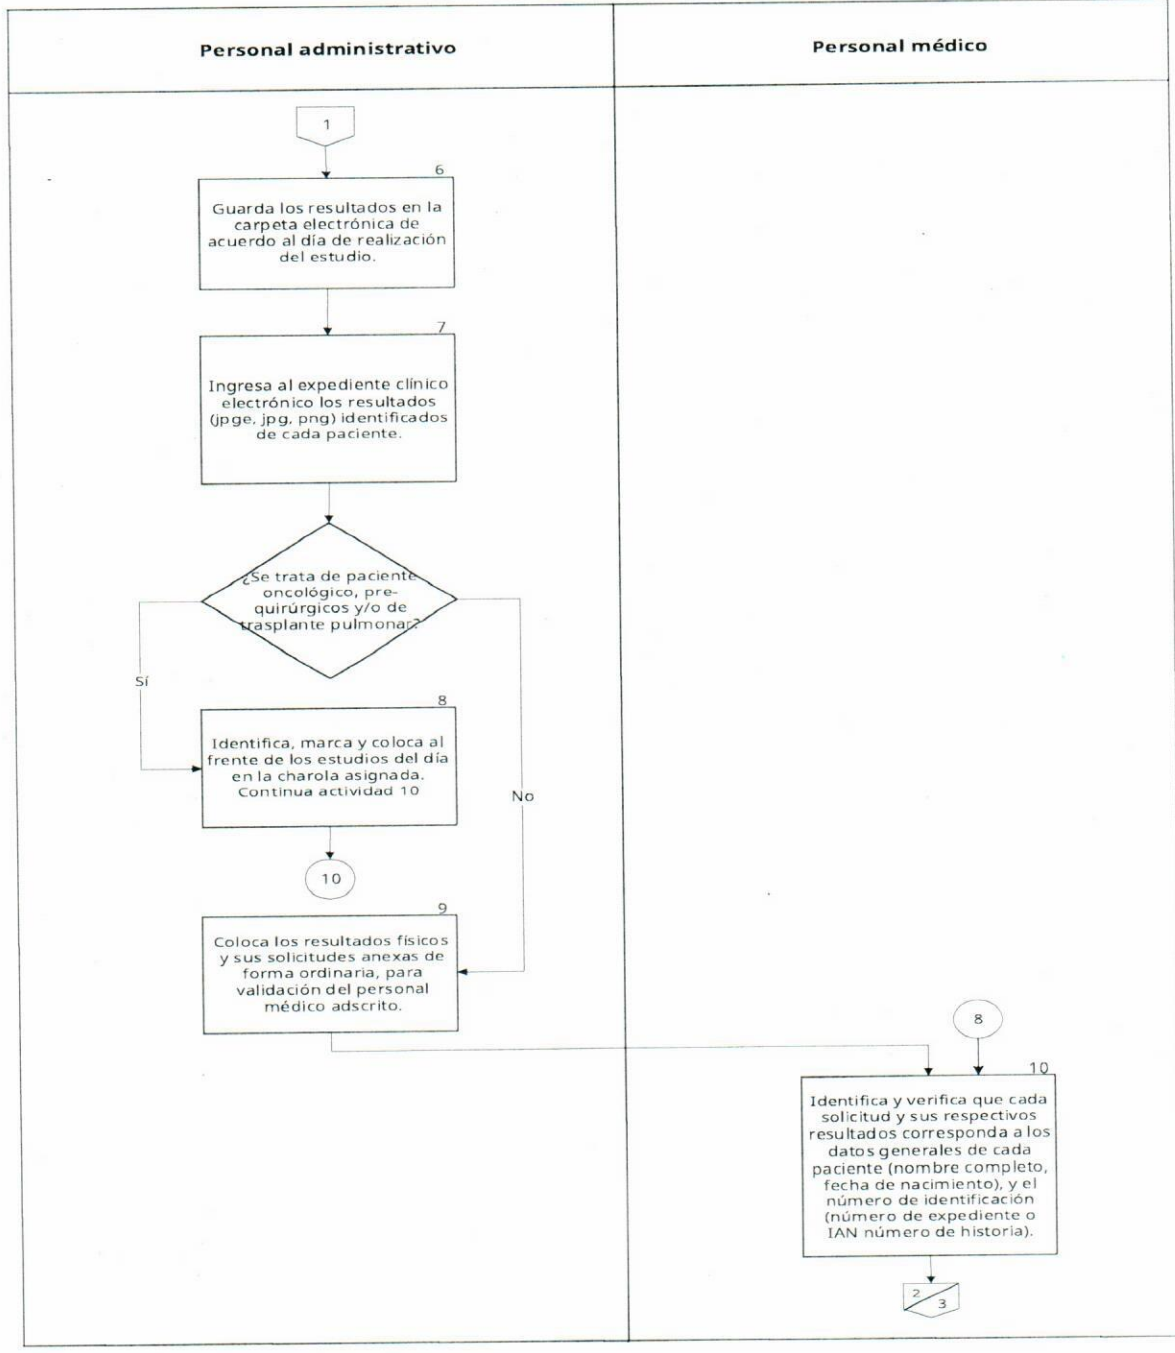 Personal administrativo
Personal médico
1
6
Guarda los resultados en la
carpeta electrónica de
acuerdo al día de realización
del estudio.
7
Ingresa al expediente clínico
electrónico los resultados
(jpge, jpg, png) identificados
de cada paciente.
¿Se trata de paciente
oncológico, pre-
quirúrgicos y/o de
trasplante pulmonar?
Sí
8
Identifica, marca y coloca al
frente de los estudios del día
en la charola asignada.
Continua actividad 10
No
10
9
Coloca los resultados físicos
y sus solicitudes anexas de
forma ordinaria, para
validación del personal
médico adscrito.
8
10
Identifica y verifica que cada
solicitud y sus respectivos
resultados corresponda a los
datos generales de cada
paciente (nombre completo,
fecha de nacimiento), y el
número de identificación
(número de expediente o
IAN número de historia).
2
3